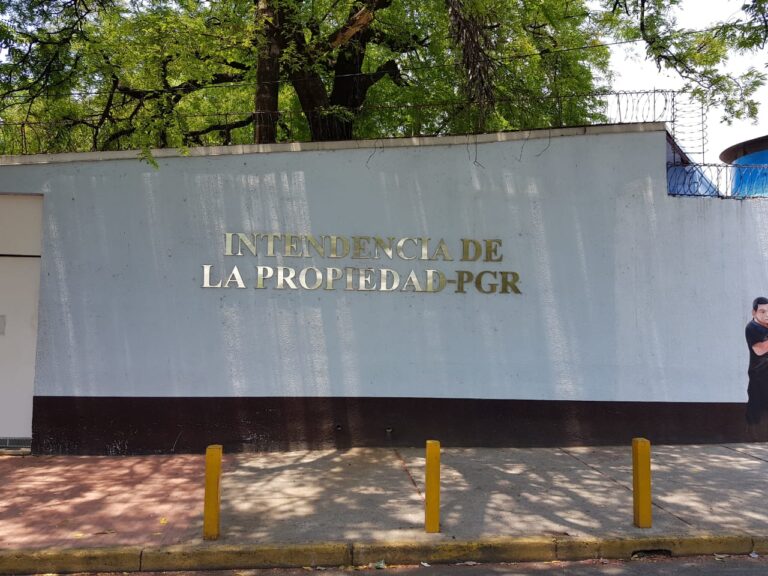 INTENDENCIA DE
LA PROPIEDAD-PGR